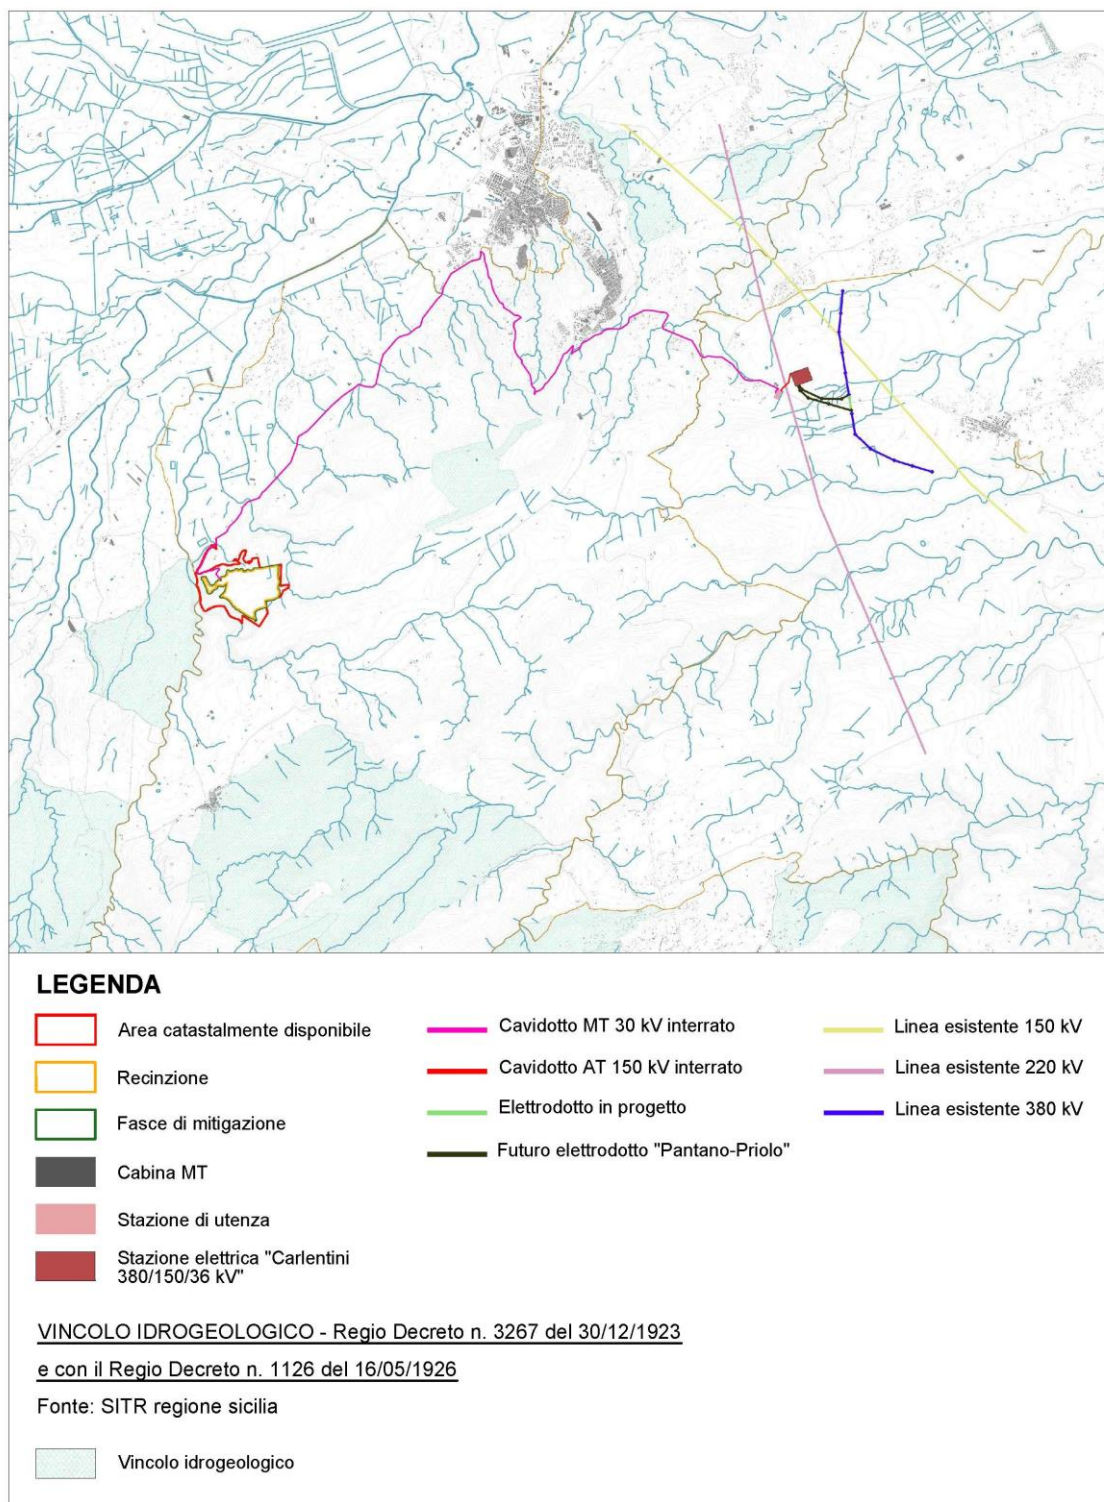 LEGENDA
Area catastalmente disponibile
Recinzione
Fasce di mitigazione
Cabina MT
Stazione di utenza
Stazione elettrica "Carlentini
380/150/36 kV"
Cavidotto MT 30 kV interrato
Cavidotto AT 150 kV interrato
Elettrodotto in progetto
Futuro elettrodotto "Pantano-Priolo"
Linea esistente 150 kV
Linea esistente 220 kV
Linea esistente 380 kV
VINCOLO IDROGEOLOGICO - Regio Decreto n. 3267 del 30/12/1923
e con il Regio Decreto n. 1126 del 16/05/1926
Fonte: SITR regione sicilia
Vincolo idrogeologico